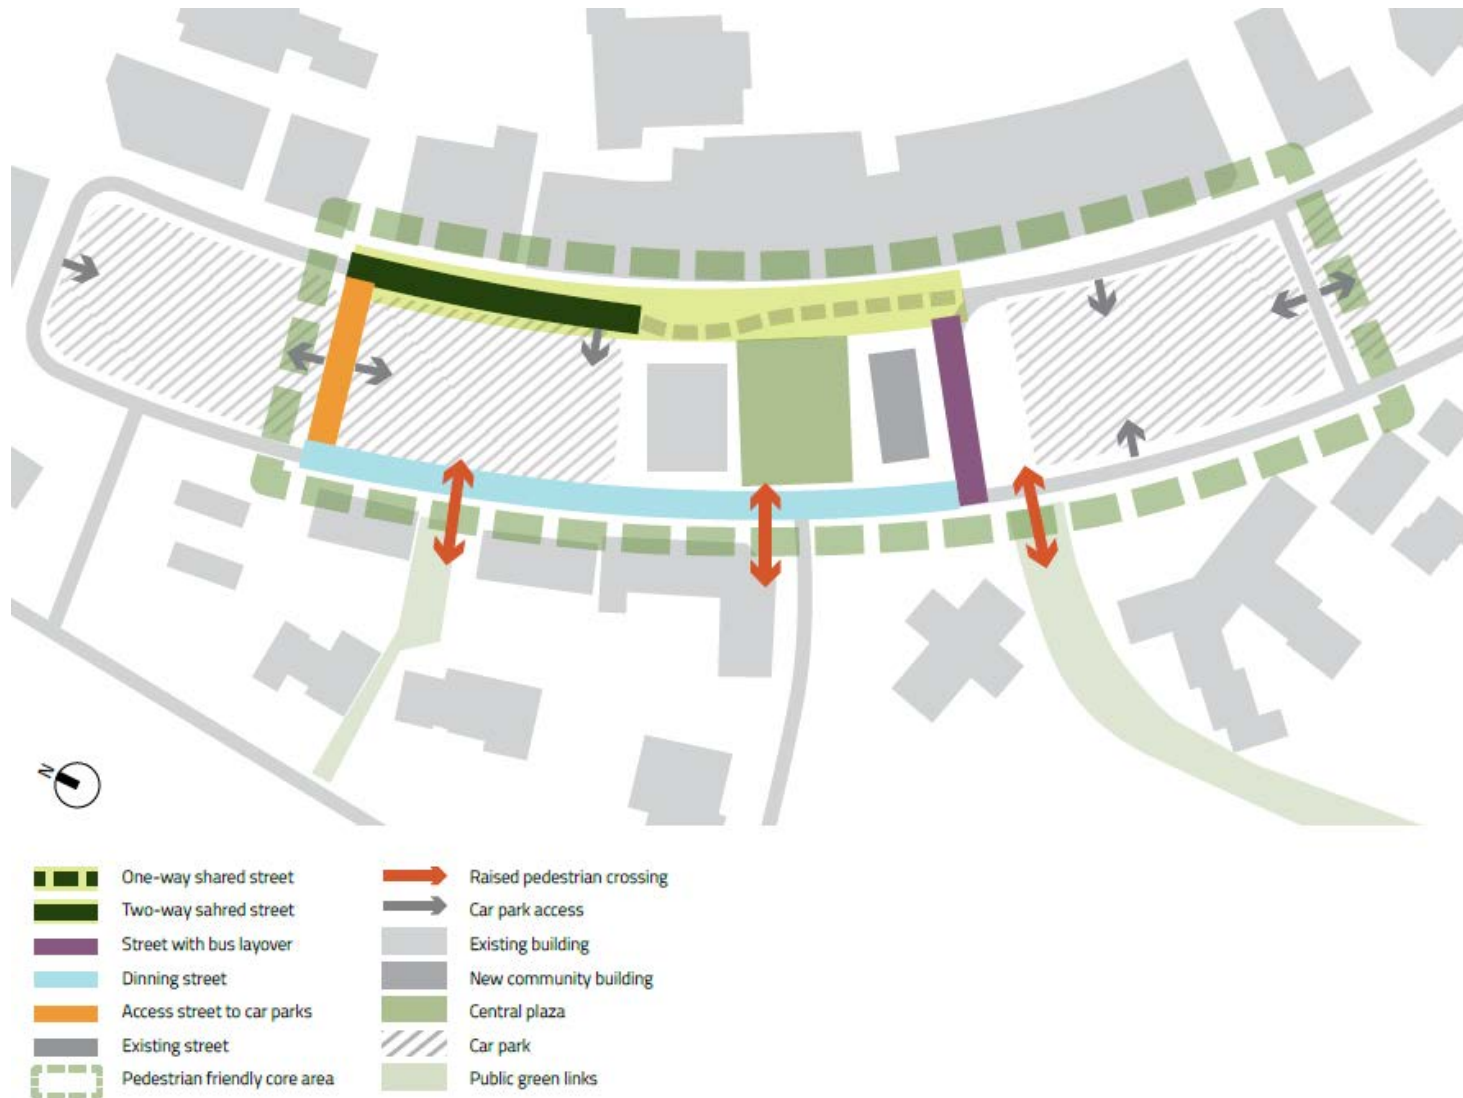 N
One-way shared street
Two-way sahred street
Street with bus layover
Dinning street
Access street to car parks
Existing street
Pedestrian friendly core area
Raised pedestrian crossing
Car park access
Existing building
New community building
Central plaza
Car park
Public green links